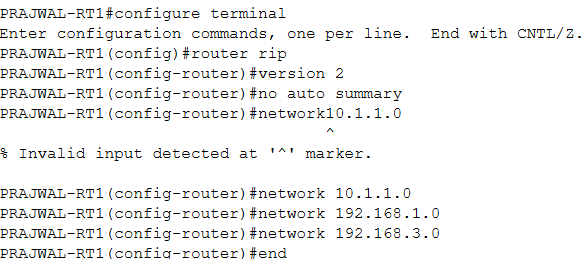 PRAJWAL-RT1#configure terminal
Enter configuration commands, one per line.  End with CNTL/Z.
PRAJWAL-RT1(config)#router rip
PRAJWAL-RT1(config-router)#version 2
PRAJWAL-RT1(config-router)#no auto summary
PRAJWAL-RT1(config-router)#network10.1.1.0
                                  ^
% Invalid input detected at '^' marker.

PRAJWAL-RT1(config-router)#network 10.1.1.0
PRAJWAL-RT1(config-router)#network 192.168.1.0
PRAJWAL-RT1(config-router)#network 192.168.3.0
PRAJWAL-RT1(config-router)#end